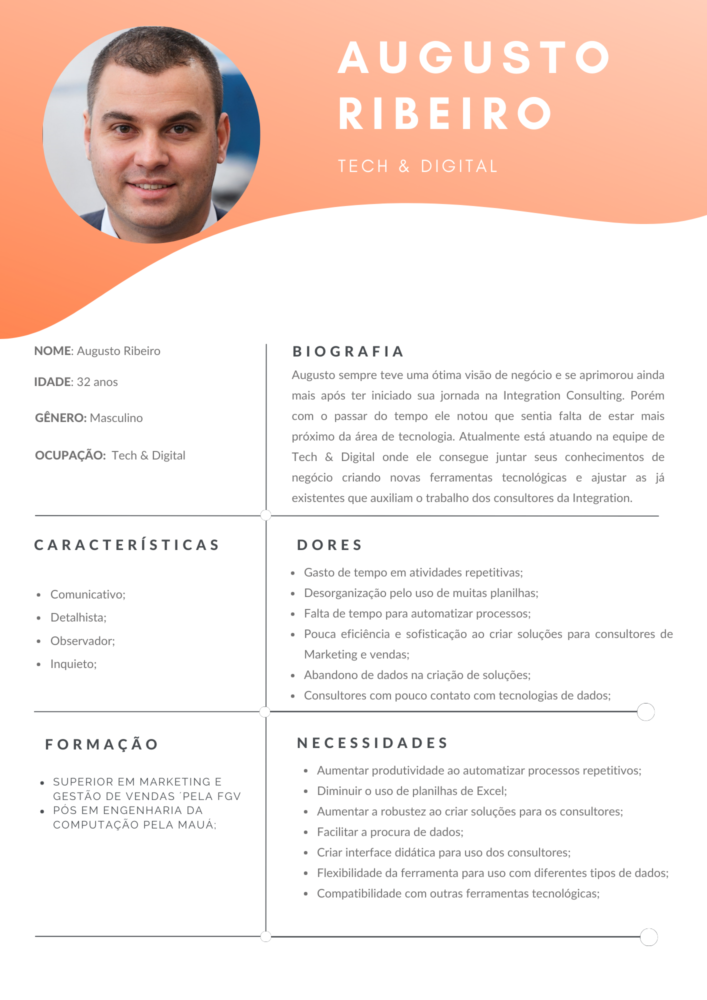 AUGUSTO
RIBEIRO
TECH & DIGITAL
NOME: Augusto Ribeiro
IDADE: 32 anos
GÊNERO: Masculino
OCUPAÇÃO: Tech & Digital
BIOGRAFIA
Augusto sempre teve uma ótima visão de negócio e se aprimorou ainda
mais após ter iniciado sua jornada na Integration Consulting. Porém
com o passar do tempo ele notou que sentia falta de estar mais
próximo da área de tecnologia. Atualmente está atuando na equipe de
Tech & Digital onde ele consegue juntar seus conhecimentos de
negócio criando novas ferramentas tecnológicas e ajustar as já
existentes que auxiliam o trabalho dos consultores da Integration.
CARACTERÍSTICAS
• Comunicativo;
• Detalhista;
• Observador;
• Inquieto;
DORES
• Gasto de tempo em atividades repetitivas;
• Desorganização pelo uso de muitas planilhas;
• Falta de tempo para automatizar processos;
• Pouca eficiência e sofisticação ao criar soluções para consultores de
Marketing e vendas;
• Abandono de dados na criação de soluções;
• Consultores com pouco contato com tecnologias de dados;
FORMAÇÃO
• SUPERIOR EM MARKETING E
GESTÃO DE VENDAS ´PELA FGV
• PÓS EM ENGENHARIA DA
COMPUTAÇÃO PELA MAUÁ;
NECESSIDADES
• Aumentar produtividade ao automatizar processos repetitivos;
• Diminuir o uso de planilhas de Excel;
• Aumentar a robustez ao criar soluções para os consultores;
• Facilitar a procura de dados;
• Criar interface didática para uso dos consultores;
• Flexibilidade da ferramenta para uso com diferentes tipos de dados;
• Compatibilidade com outras ferramentas tecnológicas;